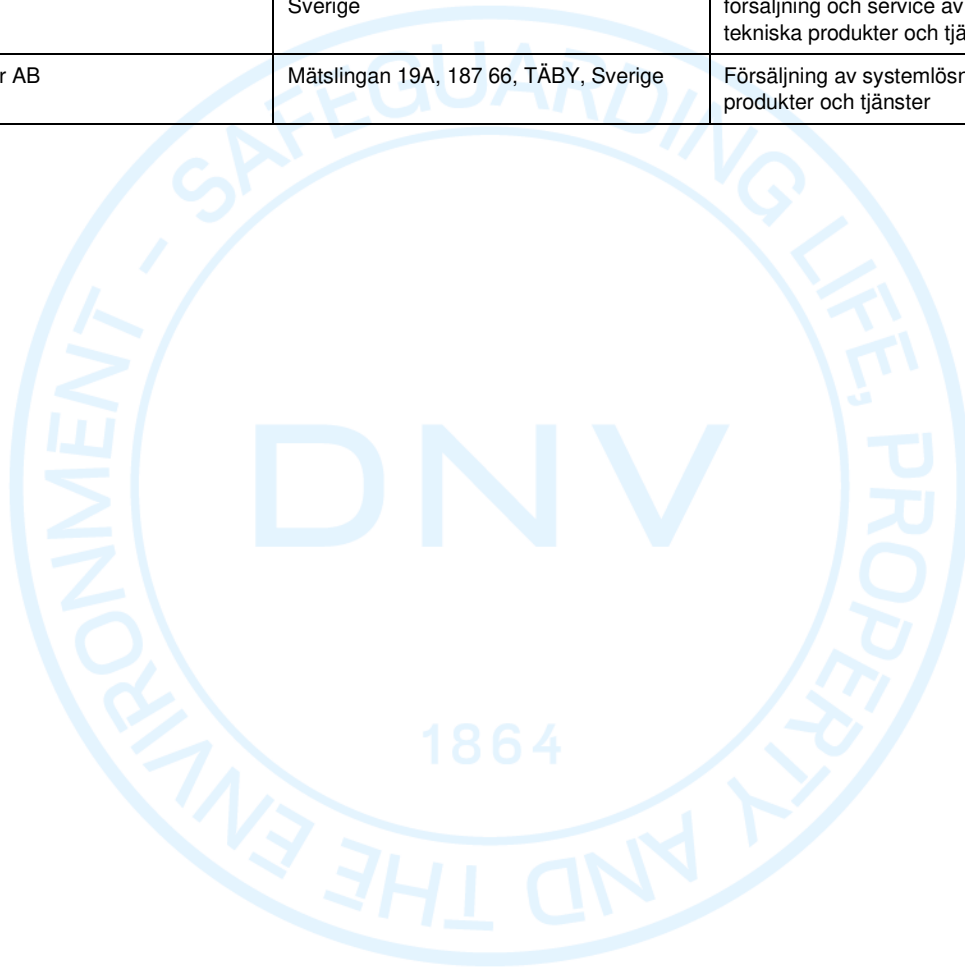 Sverige
försäljning och service av
tekniska produkter och tjä
r AB
Mätslingan 19A, 187 66, TÄBY, Sverige
Försäljning av systemlösn
produkter och tjänster
SAFEGUARDING LIFE, PROPERTY AND THE ENVIRONMENT –
DNV
1864